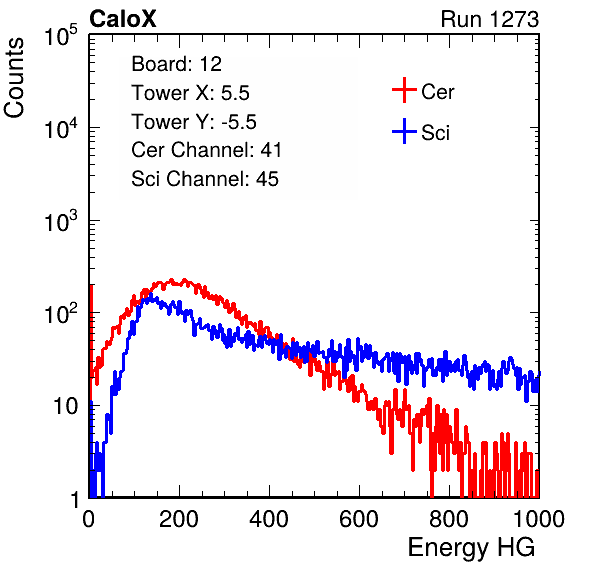 CaloX Run 1273
Counts
10^5
10^4
10^3
10^2
10
1
Board: 12
Tower X: 5.5
Tower Y: -5.5
Cer Channel: 41
Sci Channel: 45
Cer
Sci
0 200 400 600 800 1000
Energy HG